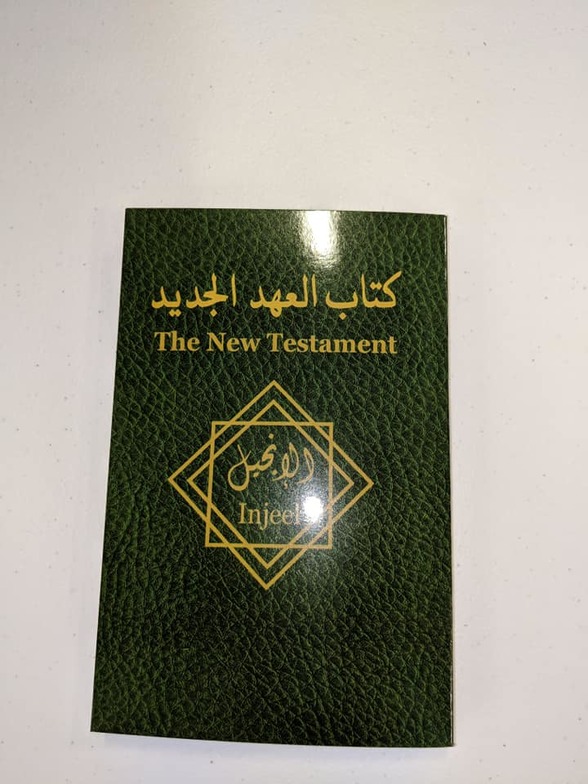 كتاب العهد الجديد
The New Testament
الإنجيل
Injeel